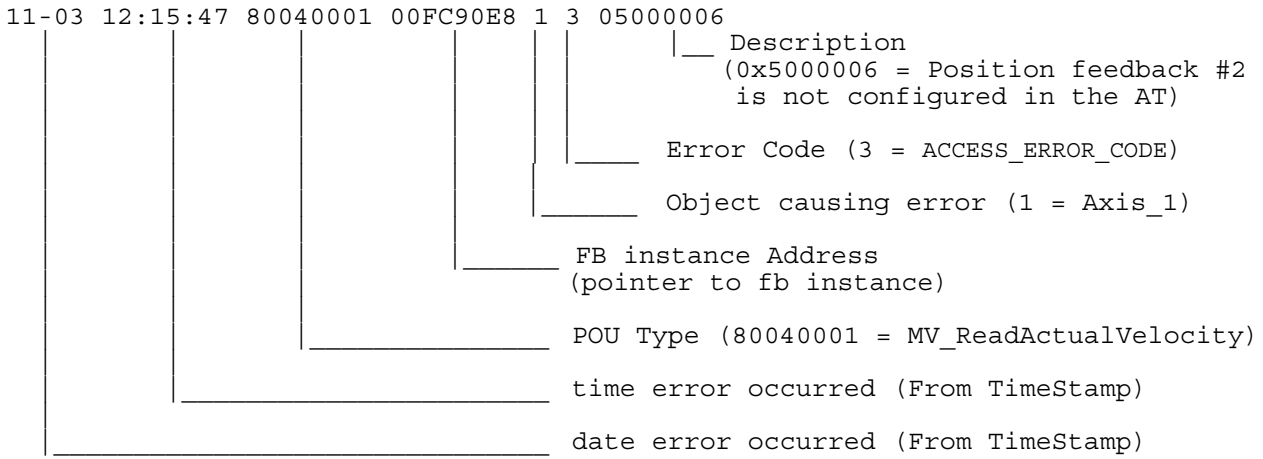 11-03 12:15:47 80040001 00FC90E8 1 3 05000006
Description
(0x5000006 = Position feedback #2
is not configured in the AT)
Error Code (3 = ACCESS_ERROR_CODE)
Object causing error (1 = Axis_1)
FB instance Address
(pointer to fb instance)
POU Type (80040001 = MV_ReadActualVelocity)
time error occurred (From TimeStamp)
date error occurred (From TimeStamp)